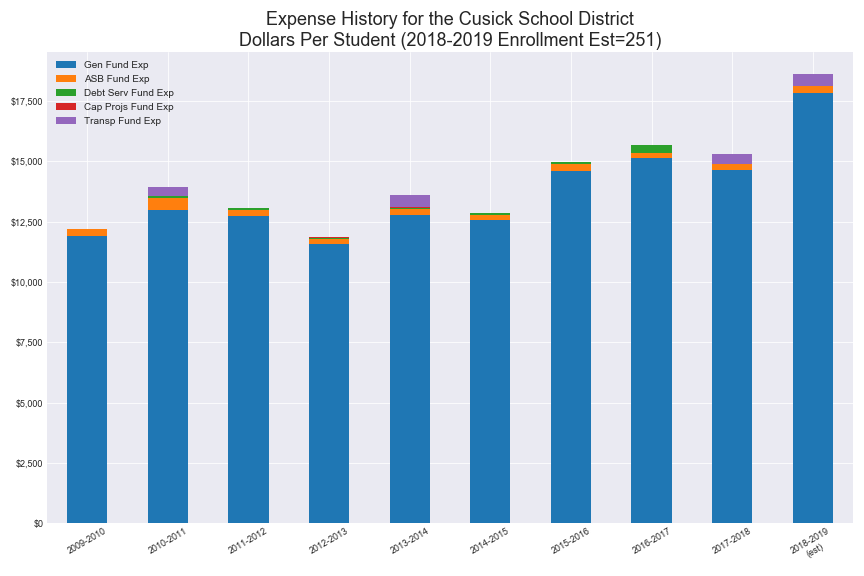 Expense History for the Cusick School District
Dollars Per Student (2018-2019 Enrollment Est=251)
Gen Fund Exp
ASB Fund Exp
Debt Serv Fund Exp
Cap Projs Fund Exp
Transp Fund Exp
$17,500
$15,000
$12,500
$10,000
$7,500
$5,000
$2,500
$0
2009-2010
2010-2011
2011-2012
2012-2013
2013-2014
2014-2015
2015-2016
2016-2017
2017-2018
2018-2019
(est)